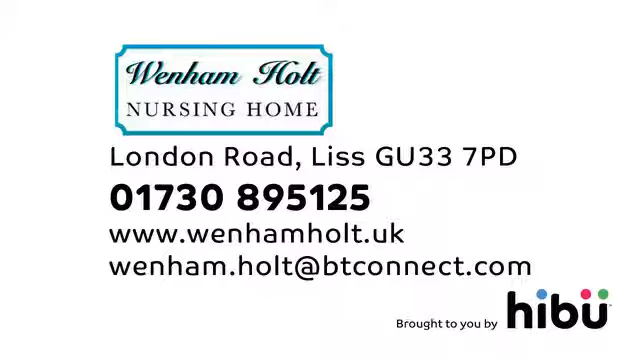 Wenham Holt
NURSING HOME
London Road, Liss GU33 7PD
01730 895125
www.wenhamholt.uk
wenham.holt@btconnect.com
Brought to you by hibü